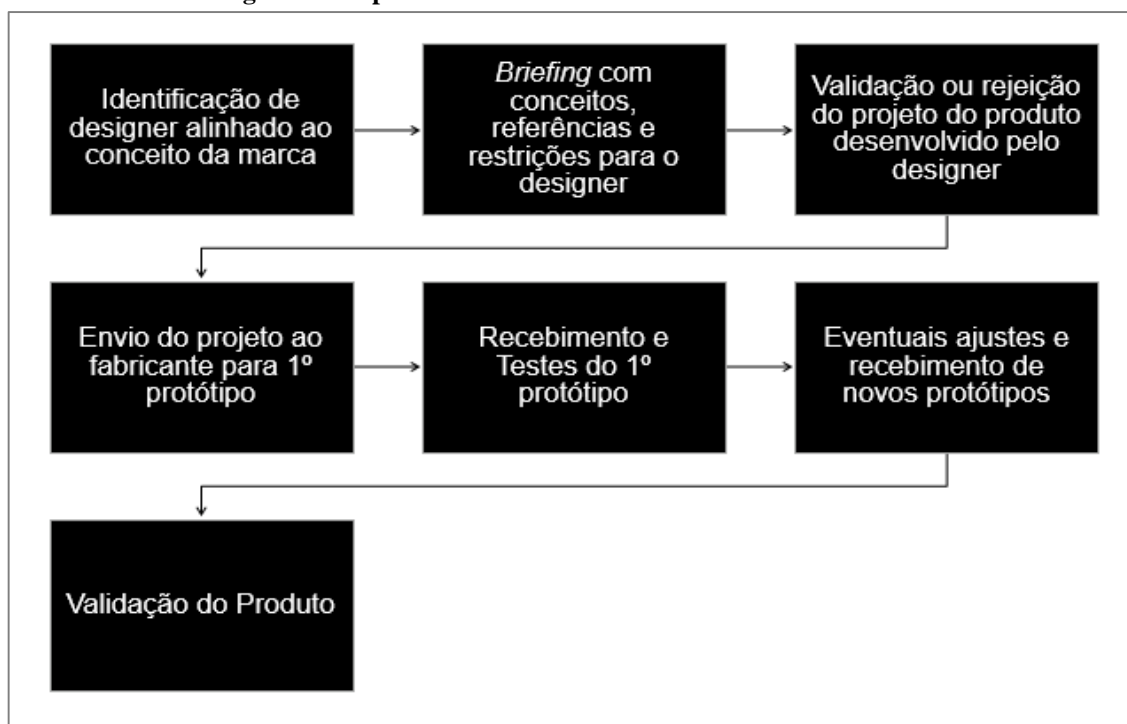 Identificação de
designer alinhado ao
conceito da marca
Briefing com
conceitos,
referências e
restrições para o
designer
Validação ou rejeição
do projeto do produto
desenvolvido pelo
designer
Envio do projeto ao
fabricante para 1º
protótipo
Recebimento e
Testes do 1º
protótipo
Eventuais ajustes e
recebimento de
novos protótipos
Validação do Produto